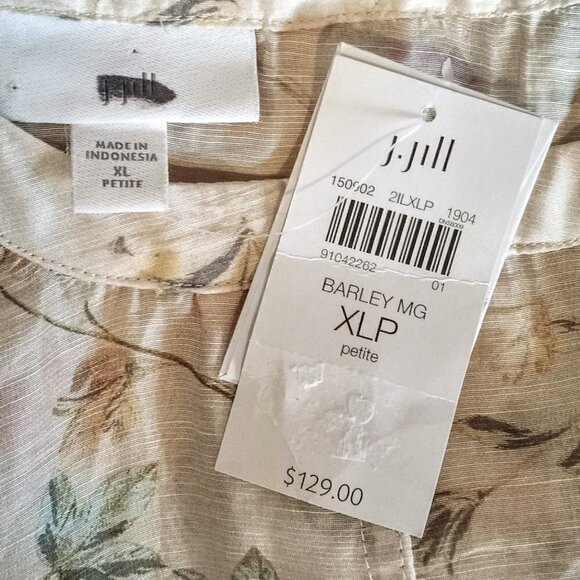 j.jill
MADE IN
INDONESIA
XL
PETITE
j.jill
150902 2ILXLP 1904
91042262 01
BARLEY MG
XLP
petite
$129.00